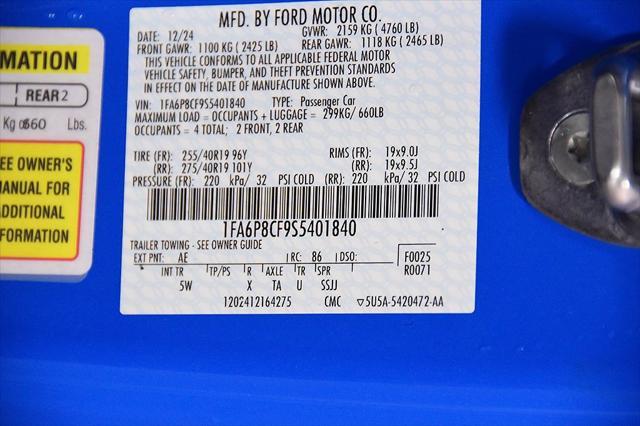 MFD. BY FORD MOTOR CO.
DATE: 12/24 GVWR: 2159 KG ( 4760 LB)
FRONT GAWR: 1100 KG ( 2425 LB) REAR GAWR: 1118 KG ( 2465 LB)
THIS VEHICLE CONFORMS TO ALL APPLICABLE FEDERAL MOTOR
VEHICLE SAFETY, BUMPER, AND THEFT PREVENTION STANDARDS
IN EFFECT ON THE DATE OF MANUFACTURE SHOWN ABOVE.
VIN: 1FA6P8CF9S5401840 TYPE: Passenger Car
MAXIMUM LOAD = OCCUPANTS + LUGGAGE = 299KG/ 660LB
OCCUPANTS = 4 TOTAL; 2 FRONT, 2 REAR
TIRE (FR): 255/40R19 96Y RIMS (FR): 19x9.0J
(RR): 275/40R19 101Y (RR): 19x9.5J
PRESSURE (FR): 220 kPa/ 32 PSI COLD (RR): 220 kPa/ 32 PSI COLD
1FA6P8CF9S5401840
TRAILER TOWING - SEE OWNER GUIDE
EXT PNT: AE RC: 86 DSO: F0025
R0071
INT TR TP/PS R AXLE TR SPR
5W X TA U SSJJ
1202412164275 CMC ▽5U5A-5420472-AA
MATION
REAR 2
Kg 660 Lbs.
EE OWNER'S
MANUAL FOR
ADDITIONAL
FORMATION